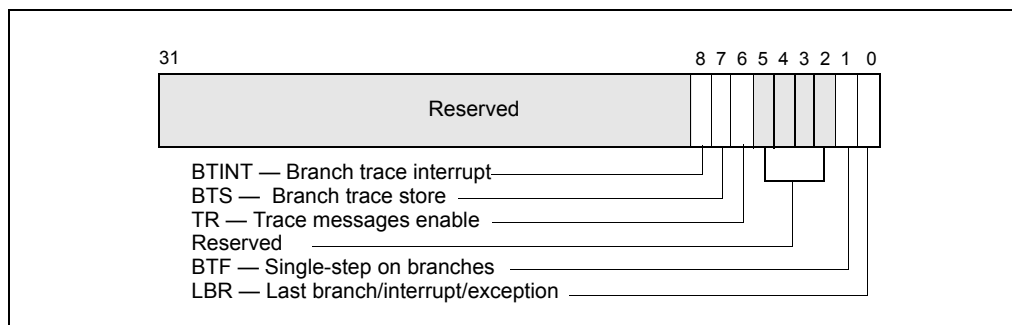 31 8 7 6 5 4 3 2 1 0
Reserved
BTINT — Branch trace interrupt
BTS — Branch trace store
TR — Trace messages enable
Reserved
BTF — Single-step on branches
LBR — Last branch/interrupt/exception